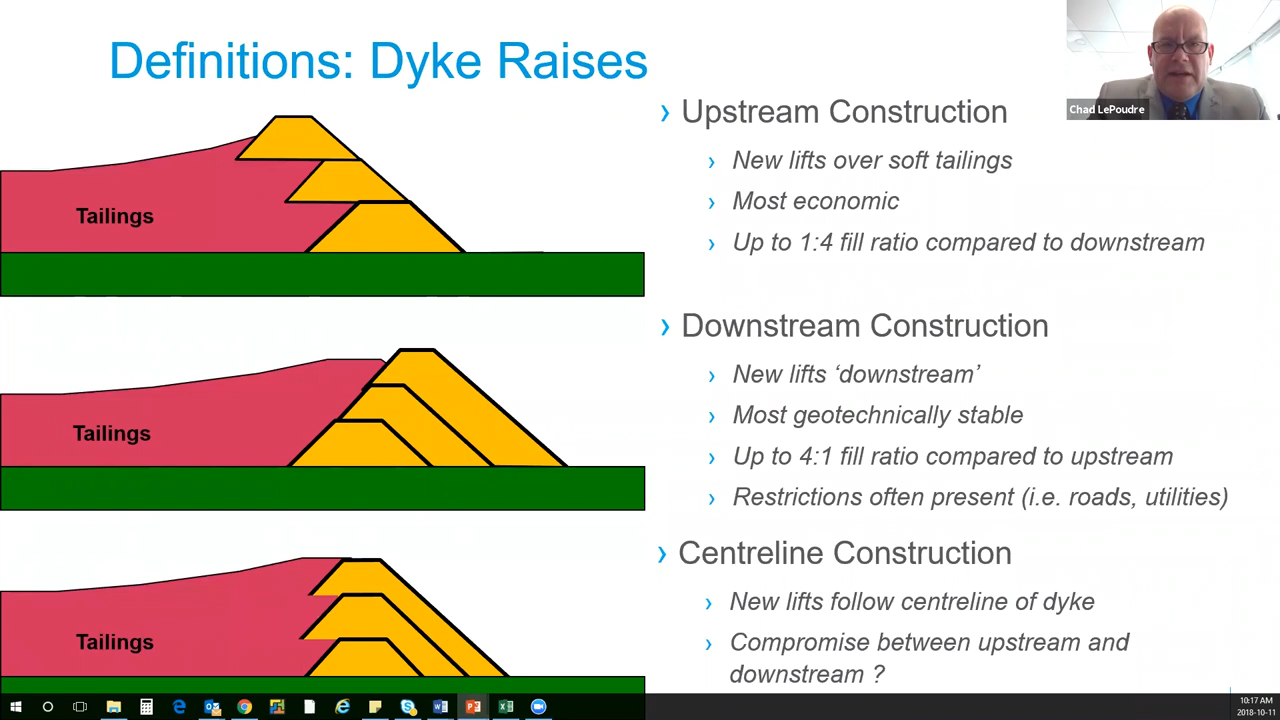 Definitions: Dyke Raises
Chad LePoudre
Tailings
› Upstream Construction
› New lifts over soft tailings
› Most economic
› Up to 1:4 fill ratio compared to downstream
Tailings
› Downstream Construction
› New lifts ‘downstream’
› Most geotechnically stable
› Up to 4:1 fill ratio compared to upstream
› Restrictions often present (i.e. roads, utilities)
Tailings
› Centreline Construction
› New lifts follow centreline of dyke
› Compromise between upstream and
downstream ?
10:17 AM
2018-10-11